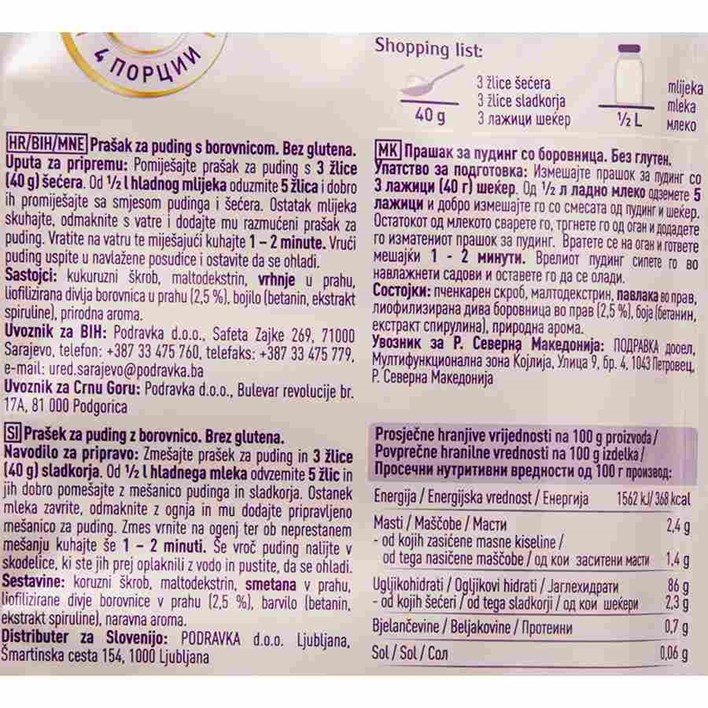 4 ПОРЦИИ
Shopping list:
40 g
3 žlice šećera
3 žlice sladkorja
3 лажици шеќер
½ L
mlijeka
mleka
млеко
HR/BIH/MNE Prašak za puding s borovnicom. Bez glutena.
Uputa za pripremu: Pomiješajte prašak za puding s 3 žlice
(40 g) šećera. Od ½ l hladnog mlijeka oduzmite 5 žlica i dobro
ih promiješajte sa smjesom pudinga i šećera. Ostatak mlijeka
skuhajte, odmaknite s vatre i dodajte mu razmućeni prašak za
puding. Vratite na vatru te miješajući kuhajte 1 – 2 minute. Vrući
puding uspite u navlažene posudice i ostavite da se ohladi.
Sastojci: kukuruzni škrob, maltodekstrin, vrhnje u prahu,
liofilizirana divlja borovnica u prahu (2,5 %), bojilo (betanin, ekstrakt
spiruline), prirodna aroma.
Uvoznik za BIH: Podravka d.o.o., Safeta Zajke 269, 71000
Sarajevo, telefon: +387 33 475 760, telefaks: +387 33 475 779,
e-mail: ured.sarajevo@podravka.ba
Uvoznik za Crnu Goru: Podravka d.o.o., Bulevar revolucije br.
17A, 81 000 Podgorica
SI Prašek za puding z borovnico. Brez glutena.
Navodilo za pripravo: Zmešajte prašek za puding in 3 žlice
(40 g) sladkorja. Od ½ l hladnega mleka odvzemite 5 žlic in
jih dobro pomešajte z mešanico pudinga in sladkorja. Ostanek
mleka zavrite, odmaknite z ognja in mu dodajte pripravljeno
mešanico za puding. Zmes vrnite na ogenj ter ob neprestanem
mešanju kuhajte še 1 – 2 minuti. Še vroč puding nalijte v
skodelice, ki ste jih prej oplaknili z vodo in pustite, da se ohladi.
Sestavine: koruzni škrob, maltodekstrin, smetana v prahu,
liofilizirane divje borovnice v prahu (2,5 %), barvilo (betanin,
ekstrakt spiruline), naravna aroma.
Distributer za Slovenijo: PODRAVKA d.o.o. Ljubljana,
Šmartinska cesta 154, 1000 Ljubljana
MK Прашак за пудинг со боровница. Без глутен.
Упатство за подготовка: Измешајте прашок за пудинг со
3 лажици (40 г) шеќер. Од ½ л ладно млеко одземете 5
лажици и добро измешајте го со смесата од пудинг и шеќер.
Остатокот од млекото сварете го, тргнете го од оган и додадете
го изматениот прашок за пудинг. Вратете се на оган и гответе
мешајќи 1 - 2 минути. Врелиот пудинг сипете го во
навлажнети садови и оставете го да се олади.
Состојки: пченкарен скроб, малтодекстрин, павлака во прав,
лиофилизирана дива боровница во прав (2,5 %), боја (бетанин,
екстракт спирулина), природна арома.
Увозник за Р. Северна Македонија: ПОДРАВКА дооел,
Мултифункционална зона Којлија, Улица 9, бр. 4, 1043 Петровец,
Р. Северна Македонија
Prosječne hranjive vrijednosti na 100 g proizvoda /
Povprečne hranilne vrednosti na 100 g izdelka /
Просечни нутритивни вредности од 100 г производ:
Energija / Energijska vrednost / Енергија 1562 kJ/ 368 kcal
Masti / Maščobe / Масти 2,4 g
- od kojih zasićene masne kiseline /
od tega nasičene maščobe / од кои заситени масти 1,4 g
Ugljikohidrati / Ogljikovi hidrati / Јаглехидрати 86 g
- od kojih šećeri / od tega sladkorji / од кои шеќери 2,3 g
Bjelančevine / Beljakovine / Протеини 0,7 g
Sol / Sol / Сол 0,06 g